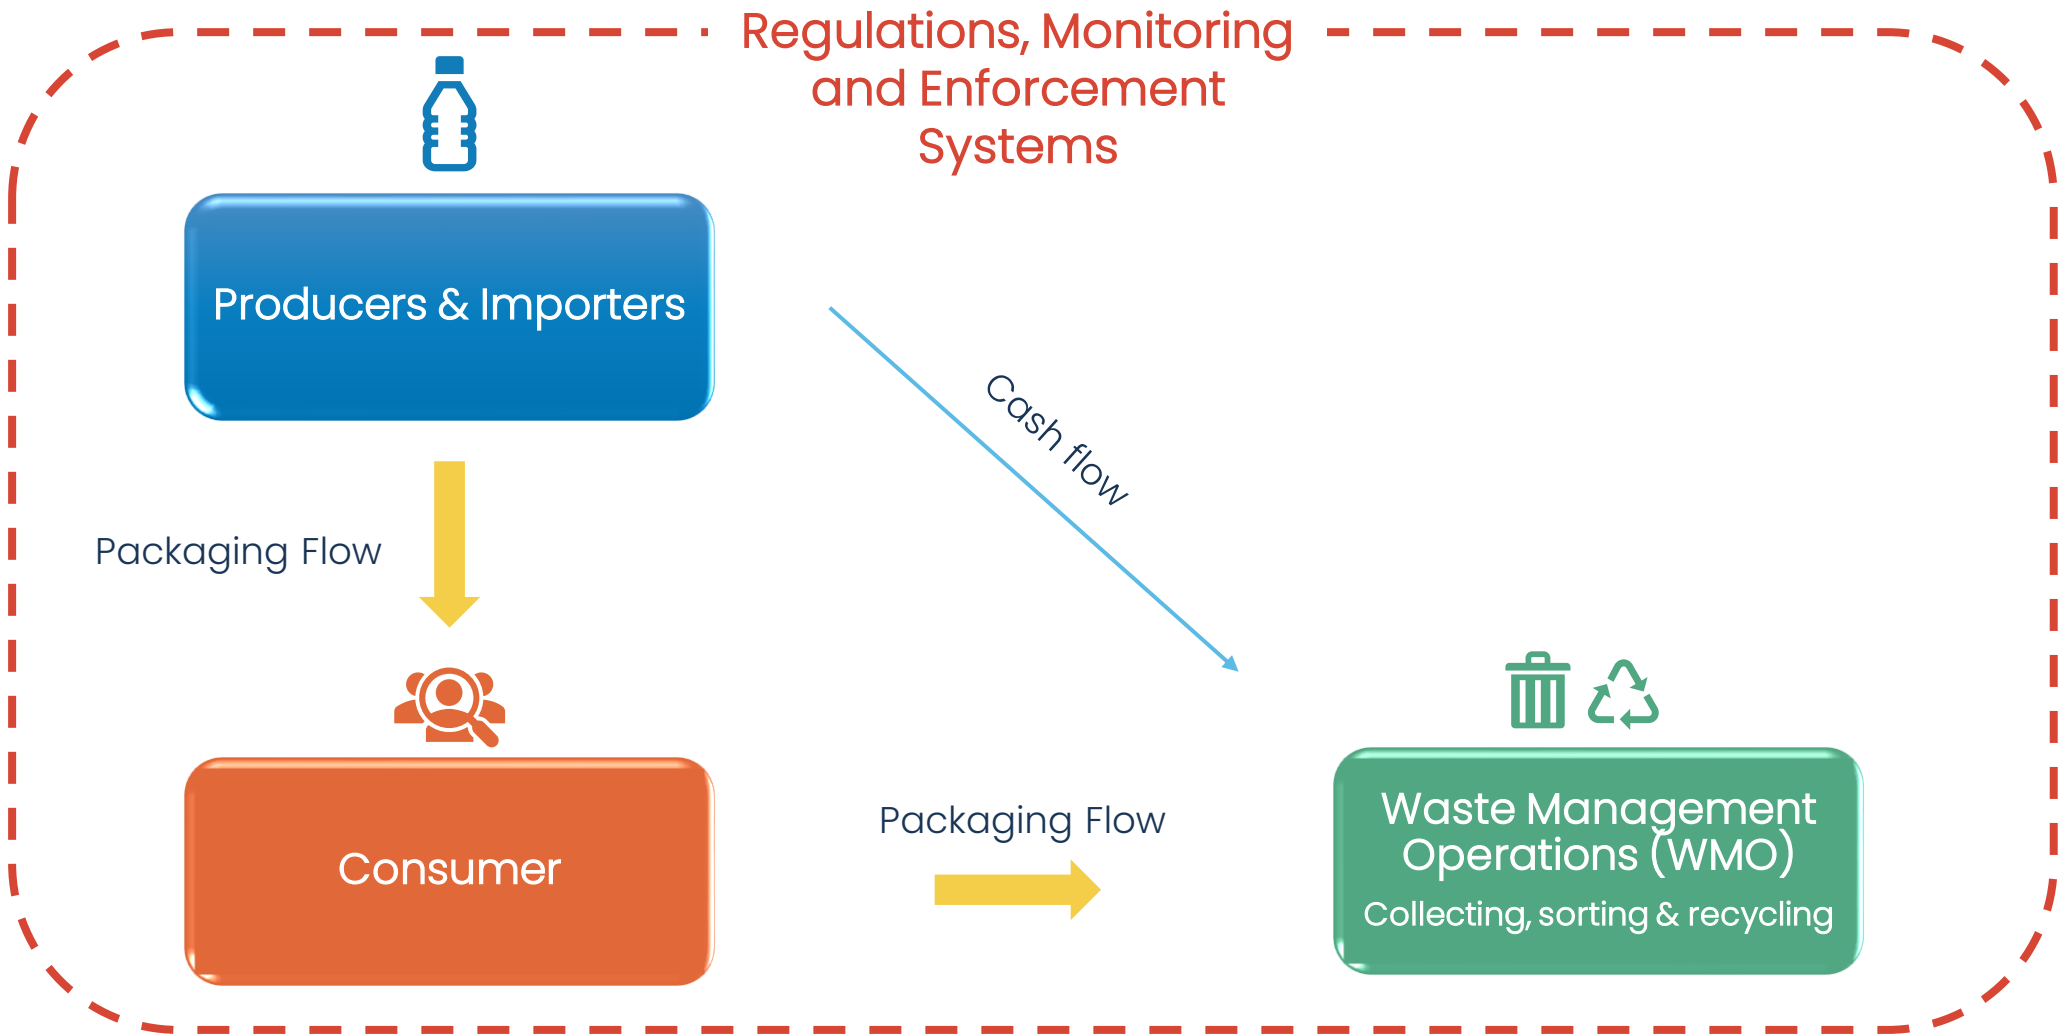 Regulations, Monitoring
and Enforcement
Systems
Producers & Importers
Cash flow
Packaging Flow
Packaging Flow
Consumer
Waste Management
Operations (WMO)
Collecting, sorting & recycling